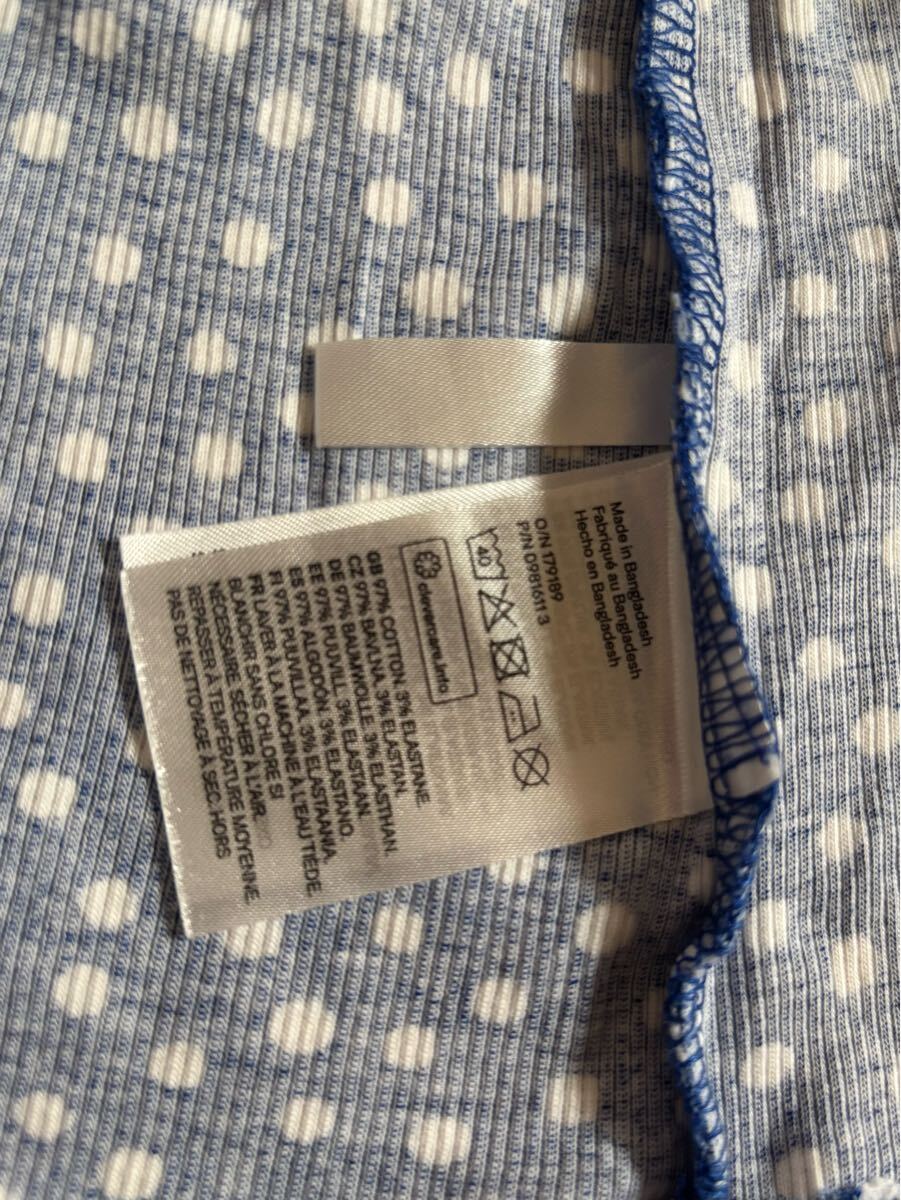 Made in Bangladesh
Fabriqué au Bangladesh
Hecho en Bangladesh
O/N 179189
P/N 0981611 3
40
clevercare.info
GB 97% COTTON. 3% ELASTANE
CZ 97% BAVLNA. 3% ELASTAN.
DE 97% BAUMWOLLE. 3% ELASTHAN.
EE 97% PUUVILL. 3% ELASTAAN.
ES 97% ALGODÓN. 3% ELASTANO.
FI 97% PUUVILLAA. 3% ELASTAANIA.
FR LAVER À LA MACHINE À L'EAU TIÈDE.
BLANCHIR SANS CHLORE SI
NÉCESSAIRE. SÉCHER À L'AIR.
REPASSER À TEMPÉRATURE MOYENNE.
PAS DE NETTOYAGE À SEC. HORS